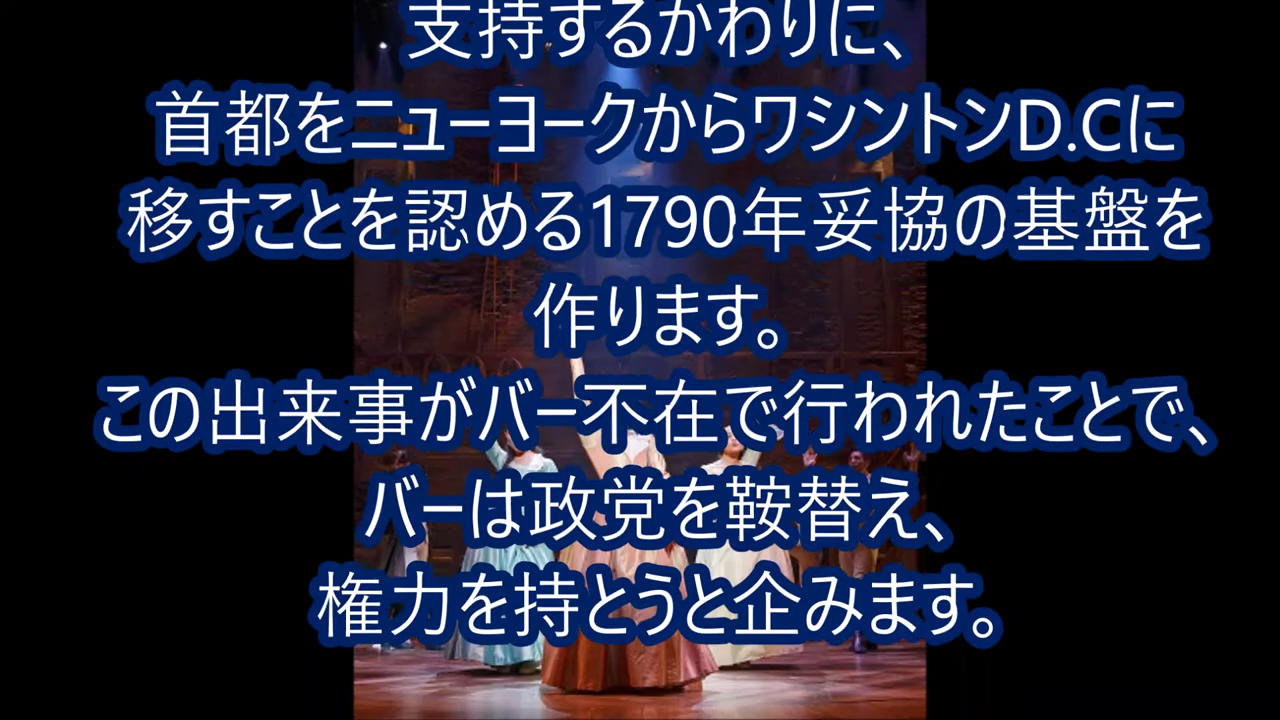 支持するかわりに、
首都をニューヨークからワシントンD.Cに
移すことを認める1790年妥協の基盤を
作ります。
この出来事がバー不在で行われたことで、
バーは政党を鞍替え、
権力を持とうと企みます。